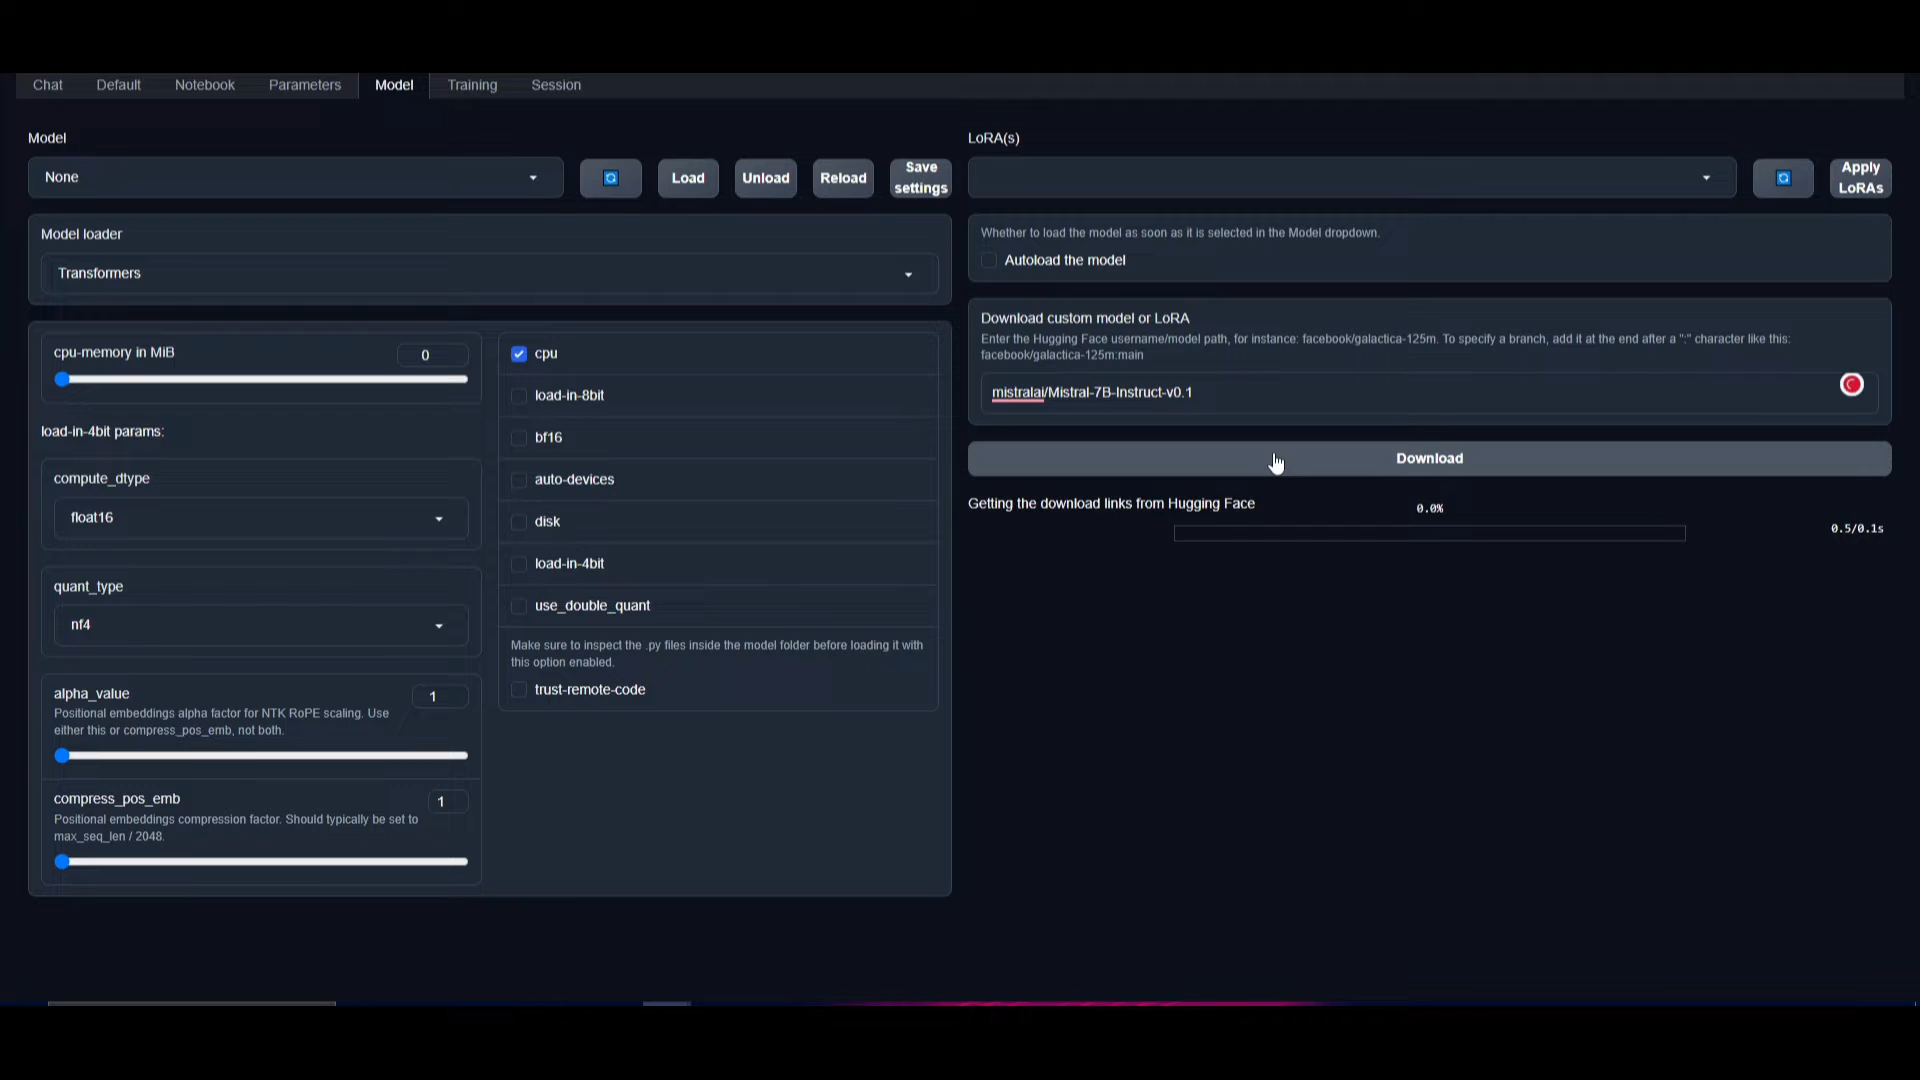 Chat Default Notebook Parameters Model Training Session
Model
None
Load
Unload
Reload
Save
settings
LoRA(s)
Apply
LoRAs
Model loader
Transformers
Whether to load the model as soon as it is selected in the Model dropdown.
Autoload the model
Download custom model or LoRA
Enter the Hugging Face username/model path, for instance: facebook/galactica-125m. To specify a branch, add it at the end after a ":" character like this:
facebook/galactica-125m:main
mistralai/Mistral-7B-Instruct-v0.1
Download
Getting the download links from Hugging Face
0.0%
0.5/0.1s
cpu-memory in MiB
0
load-in-4bit params:
compute_dtype
float16
quant_type
nf4
alpha_value
1
Positional embeddings alpha factor for NTK RoPE scaling. Use
either this or compress_pos_emb, not both.
compress_pos_emb
1
Positional embeddings compression factor. Should typically be set to
max_seq_len / 2048.
cpu
load-in-8bit
bf16
auto-devices
disk
load-in-4bit
use_double_quant
Make sure to inspect the .py files inside the model folder before loading it with
this option enabled.
trust-remote-code